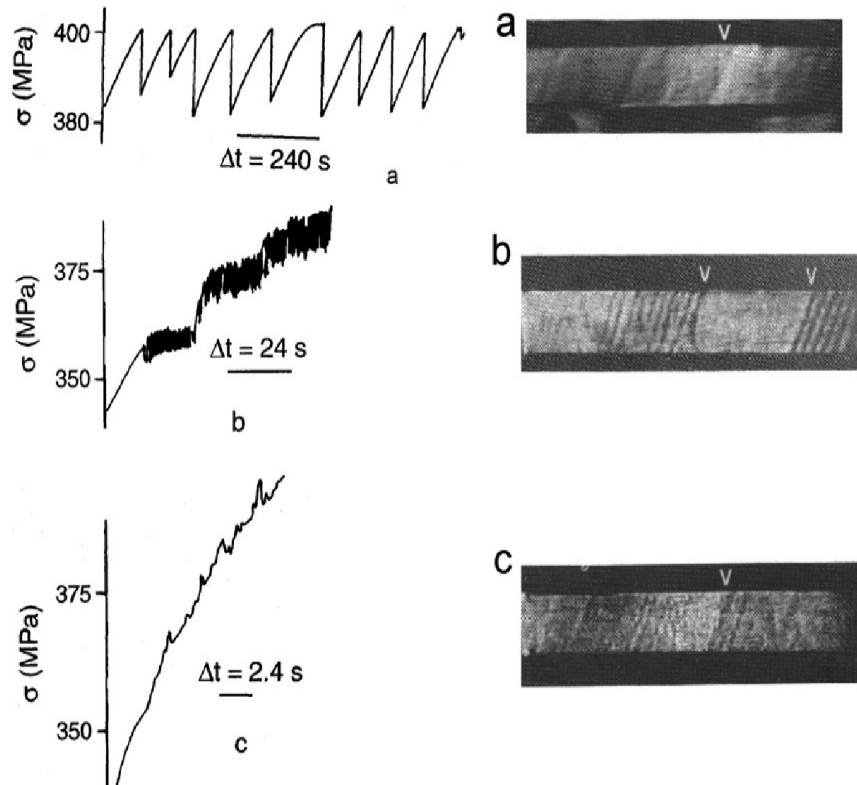 400
σ (MPa)
380
Δt = 240 s
a
375
σ (MPa)
350
Δt = 24 s
b
375
σ (MPa)
350
Δt = 2.4 s
c
a
V
b
V V
c
V